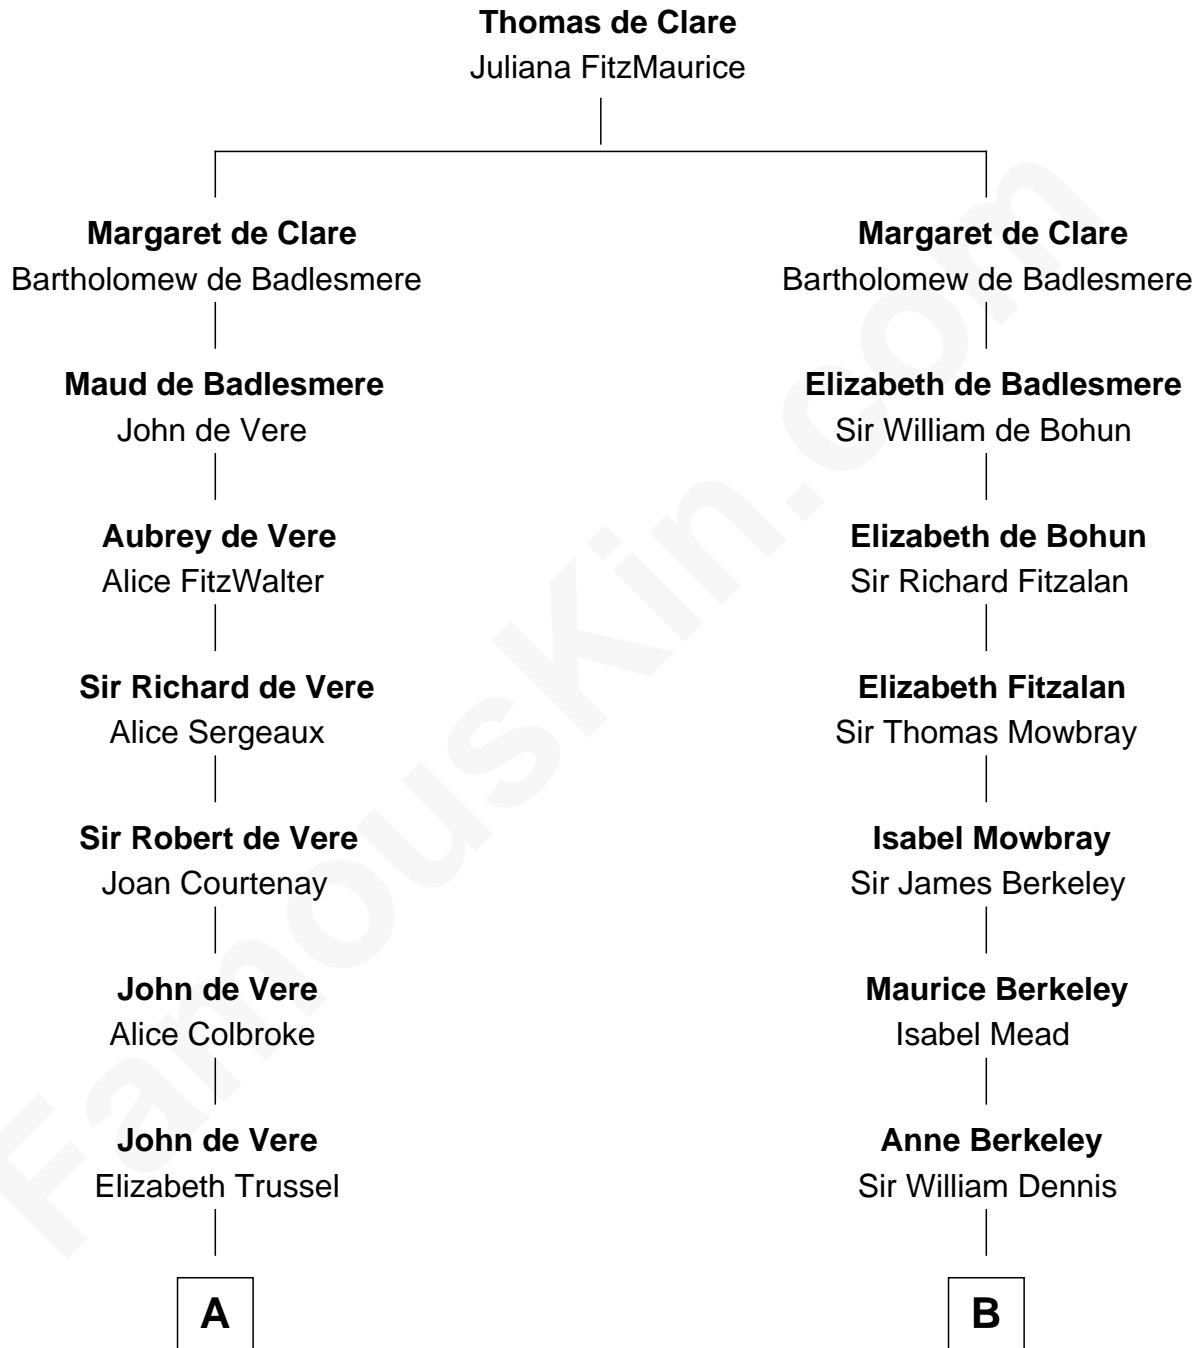 Thomas de Clare
Juliana FitzMaurice
Margaret de Clare
Bartholomew de Badlesmere
Margaret de Clare
Bartholomew de Badlesmere
Maud de Badlesmere
John de Vere
Elizabeth de Badlesmere
Sir William de Bohun
Aubrey de Vere
Alice FitzWalter
Elizabeth de Bohun
Sir Richard Fitzalan
Sir Richard de Vere
Alice Sergeaux
Elizabeth Fitzalan
Sir Thomas Mowbray
Sir Robert de Vere
Joan Courtenay
Isabel Mowbray
Sir James Berkeley
John de Vere
Alice Colbroke
Maurice Berkeley
Isabel Mead
John de Vere
Elizabeth Trussel
Anne Berkeley
Sir William Dennis
A
B
FamousKin.com